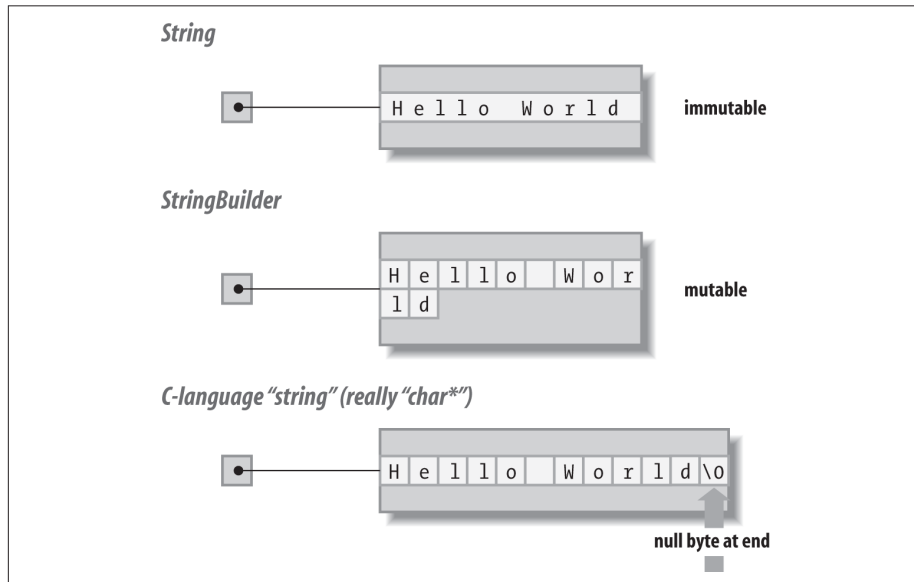 String
Hello World
immutable
StringBuilder
Hello Wor
ld
mutable
C-language “string” (really “char*”)
Hello World\0
null byte at end